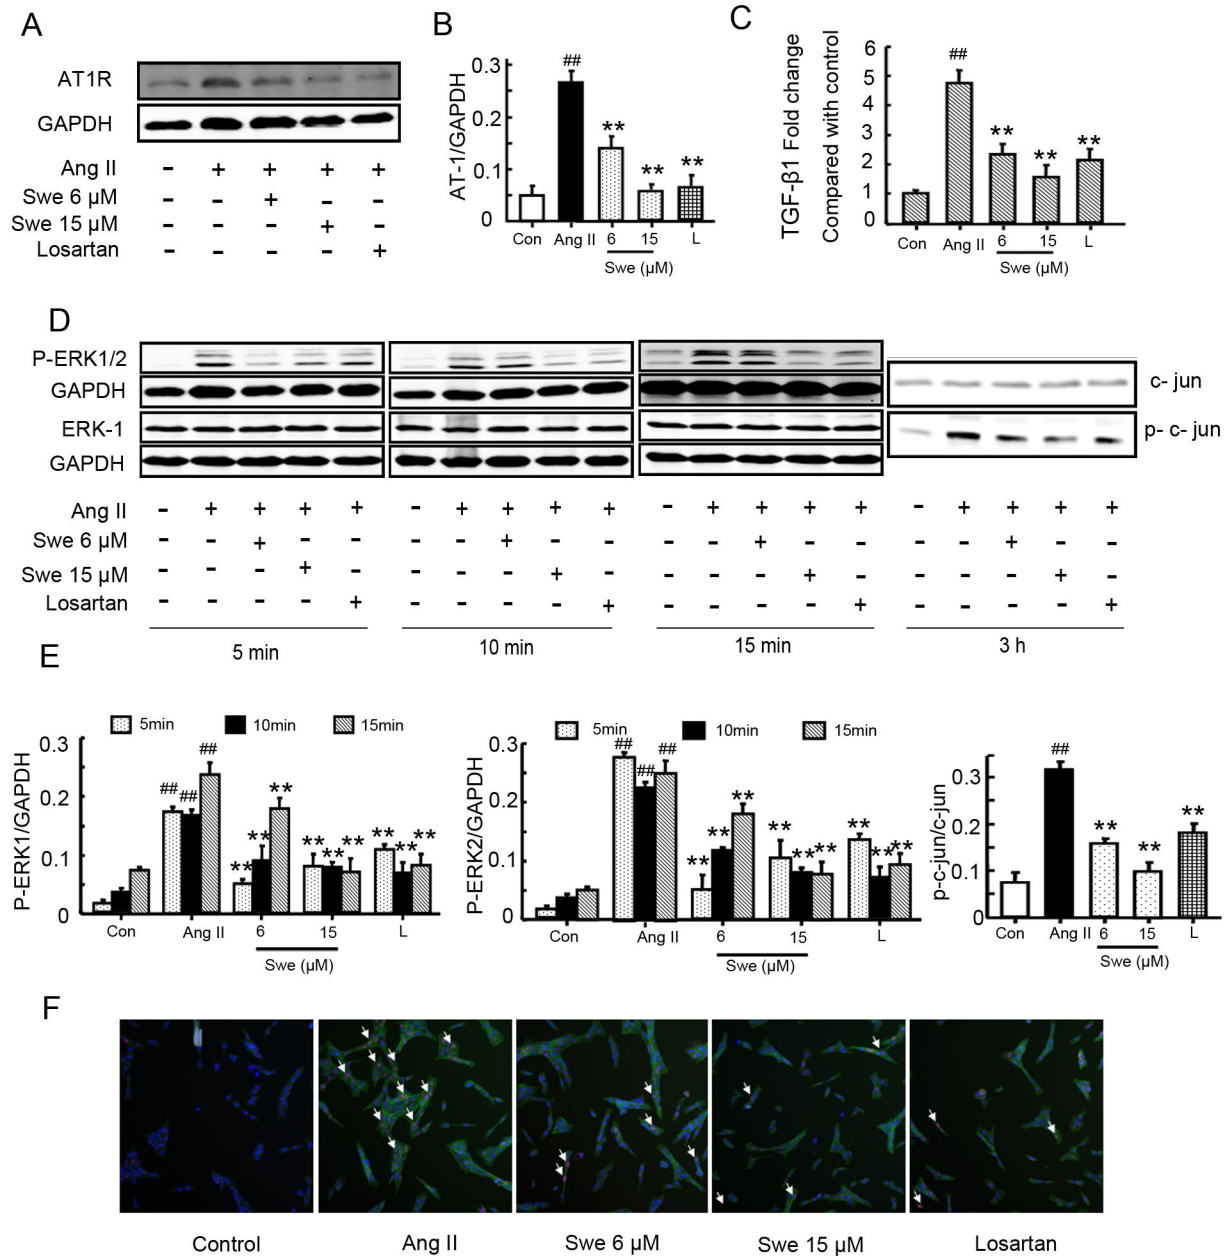 A
AT1R
GAPDH
Ang II - + + + +
Swe 6 μM - - + - -
Swe 15 μM - - - + -
Losartan - - - - +
B
AT-1/GAPDH
0.3
0.2
0.1
0
##
**
**
**
Con Ang II 6 15 L
Swe (μM)
C
TGF-β1 Fold change
Compared with control
6
5
4
3
2
1
0
##
**
**
**
Con Ang II 6 15 L
Swe (μM)
D
P-ERK1/2
GAPDH
ERK-1
GAPDH
c- jun
p- c- jun
Ang II - + + + + - + + + + - + + + + - + + + +
Swe 6 μM - - + - - - - + - - - - + - - - - + - -
Swe 15 μM - - - + - - - - + - - - - + - - - - + -
Losartan - - - - + - - - - + - - - - + - - - - +
5 min 10 min 15 min 3 h
E
5min 10min 15min
P-ERK1/GAPDH
0.3
0.2
0.1
0
## ## ##
** ** **
** ** **
** ** **
Con Ang II 6 15 L
Swe (μM)
5min 10min 15min
P-ERK2/GAPDH
0.3
0.2
0.1
0
## ## ##
** ** **
** ** **
** ** **
Con Ang II 6 15 L
Swe (μM)
p-c-jun/c-jun
0.3
0.2
0.1
0
##
**
**
**
Con Ang II 6 15 L
Swe (μM)
F
Control Ang II Swe 6 μM Swe 15 μM Losartan